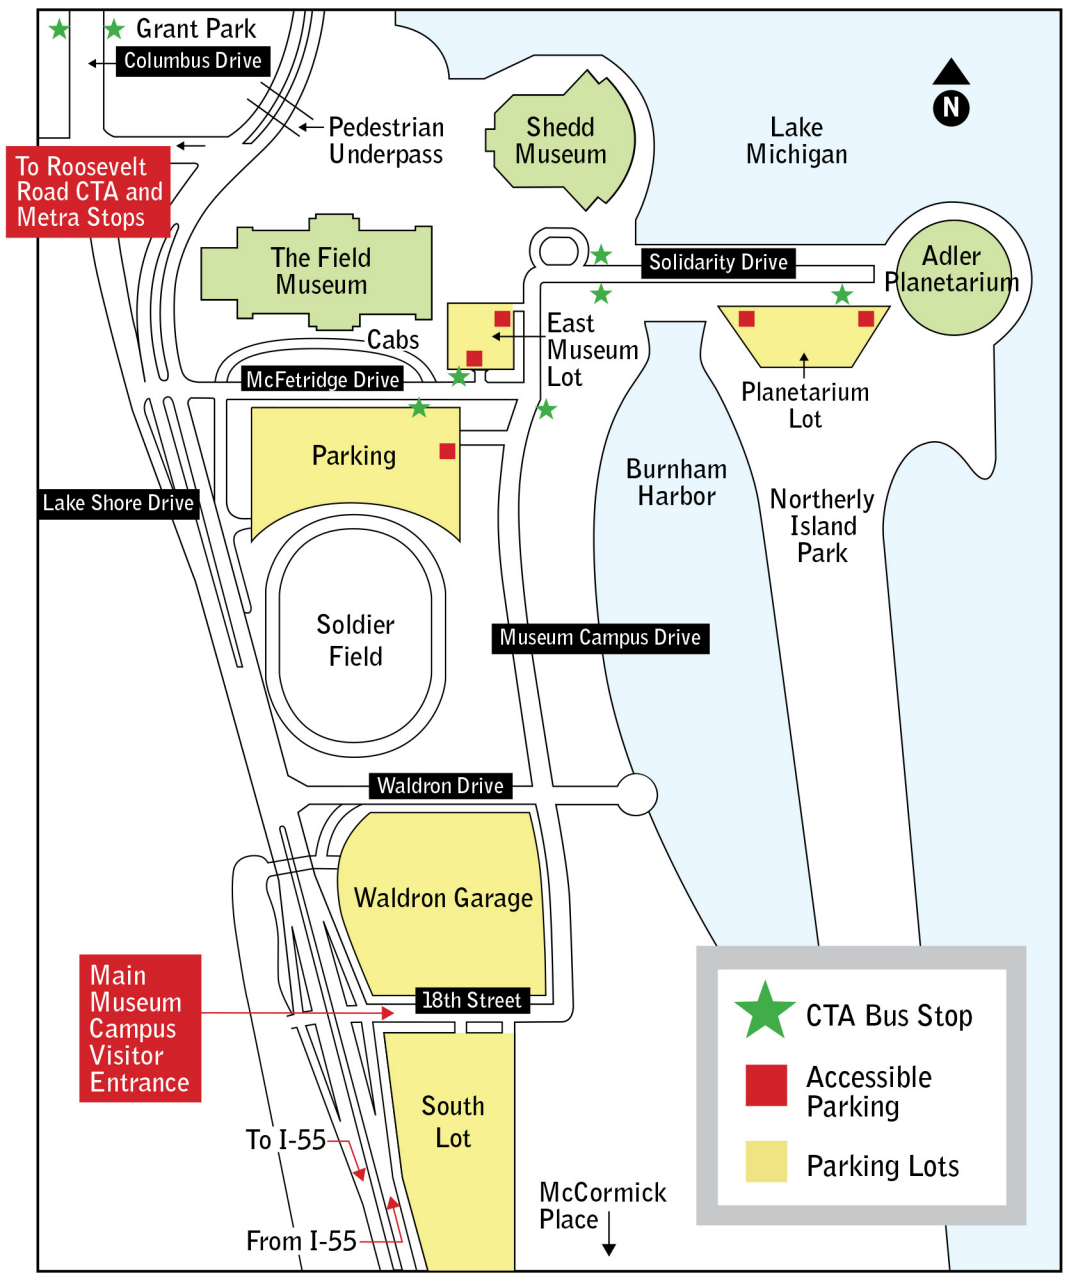 Grant Park
Columbus Drive
Pedestrian
Underpass
Shedd
Museum
Lake
Michigan
N
To Roosevelt
Road CTA and
Metra Stops
The Field
Museum
Solidarity Drive
Adler
Planetarium
Cabs
East
Museum
Lot
McFetridge Drive
Planetarium
Lot
Parking
Burnham
Harbor
Lake Shore Drive
Northerly
Island
Park
Soldier
Field
Museum Campus Drive
Waldron Drive
Waldron Garage
Main
Museum
Campus
Visitor
Entrance
18th Street
CTA Bus Stop
Accessible
Parking
Parking Lots
South
Lot
To I-55
McCormick
Place
From I-55